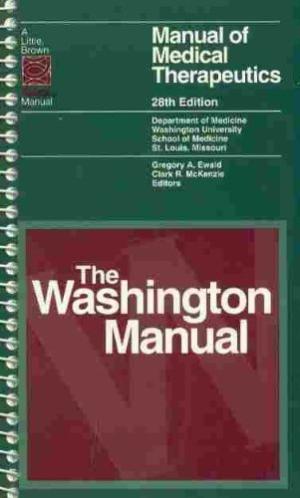 A
Little,
Brown
Manual
Manual of
Medical
Therapeutics
28th Edition
Department of Medicine
Washington University
School of Medicine
St. Louis, Missouri
Gregory A. Ewald
Clark R. McKenzie
Editors
The
Washington
Manual